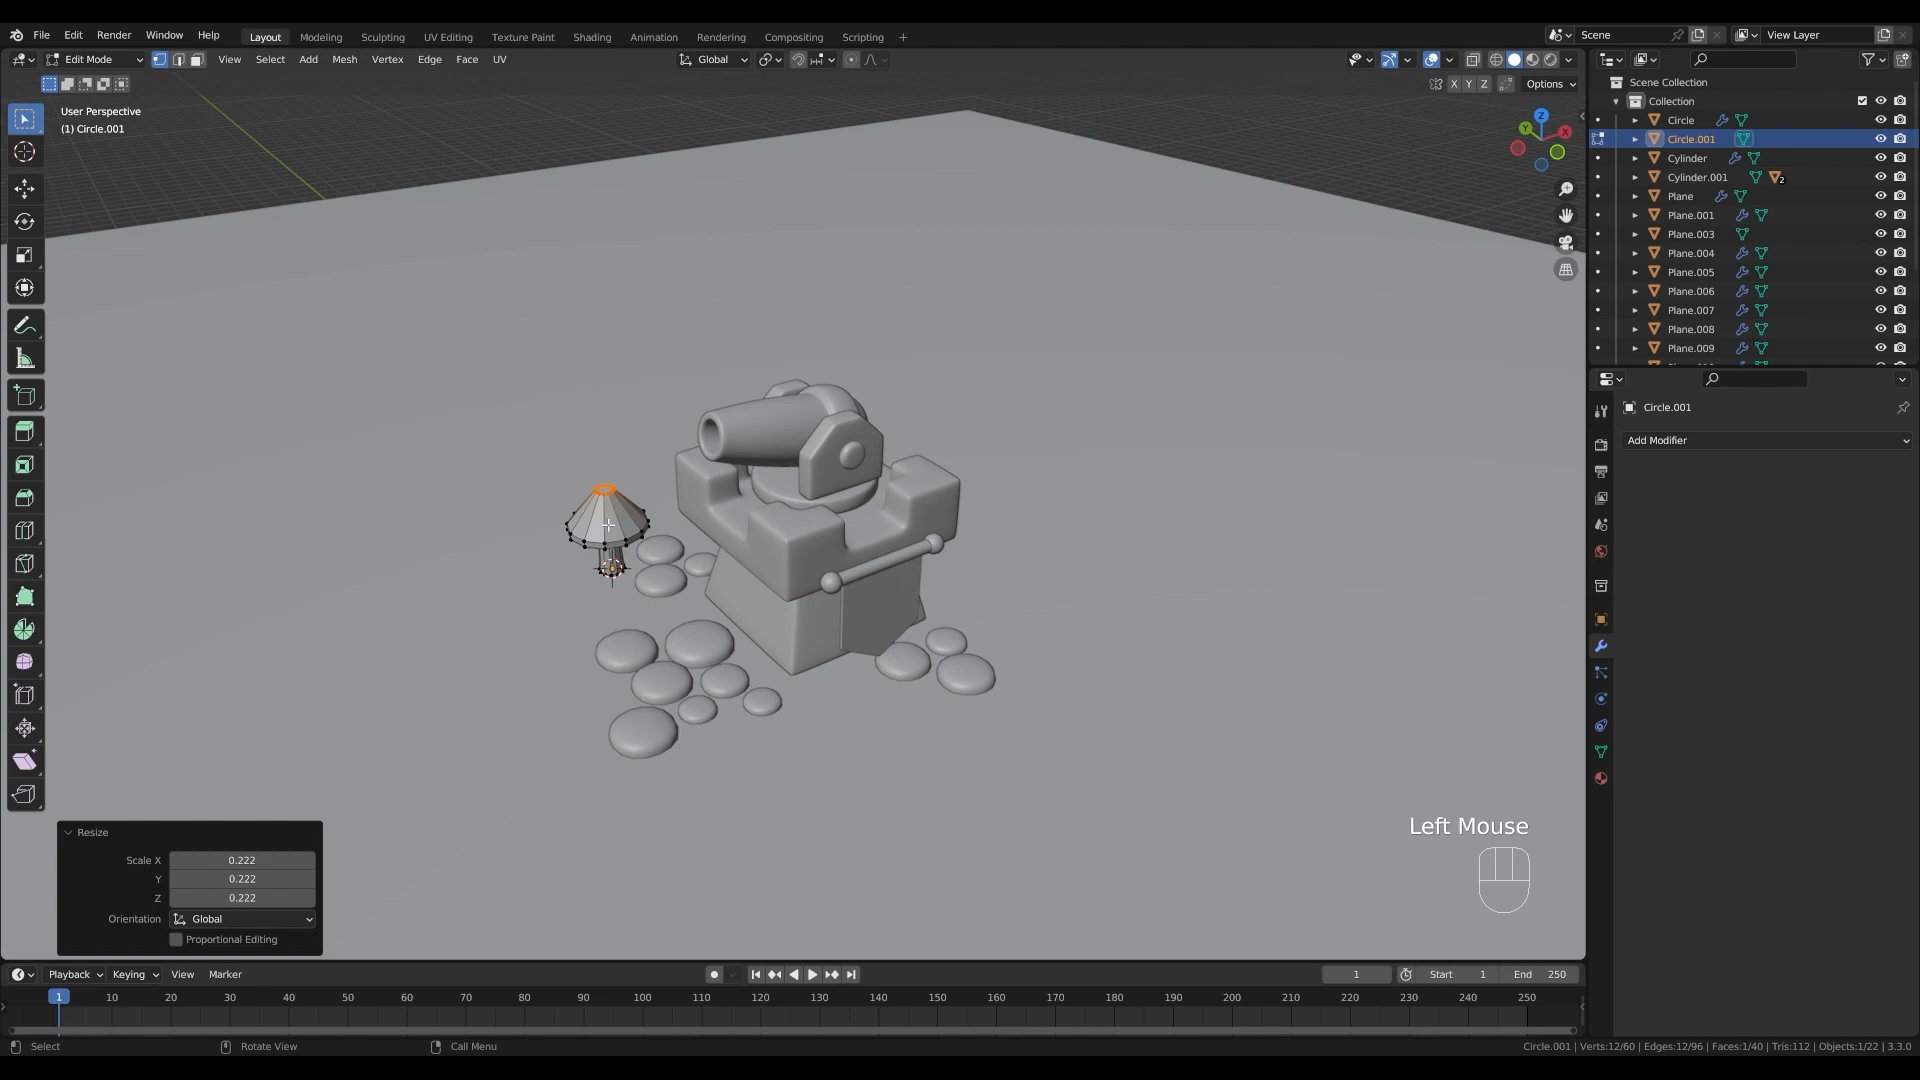 File Edit Render Window Help Layout Modeling Sculpting UV Editing Texture Paint Shading Animation Rendering Compositing Scripting + Scene View Layer
Edit Mode View Select Add Mesh Vertex Edge Face UV Global
X Y Z Options
User Perspective
(1) Circle.001
Z
Y
X
Scene Collection
Collection
Circle
Circle.001
Cylinder
Cylinder.001 2
Plane
Plane.001
Plane.003
Plane.004
Plane.005
Plane.006
Plane.007
Plane.008
Plane.009
Circle.001
Add Modifier
Left Mouse
Resize
Scale X 0.222
Y 0.222
Z 0.222
Orientation Global
Proportional Editing
Playback Keying View Marker 1 Start 1 End 250
1 10 20 30 40 50 60 70 80 90 100 110 120 130 140 150 160 170 180 190 200 210 220 230 240 250
Select Rotate View Call Menu Circle.001 | Verts:12/60 | Edges:12/96 | Faces:1/40 | Tris:112 | Objects:1/22 | 3.3.0